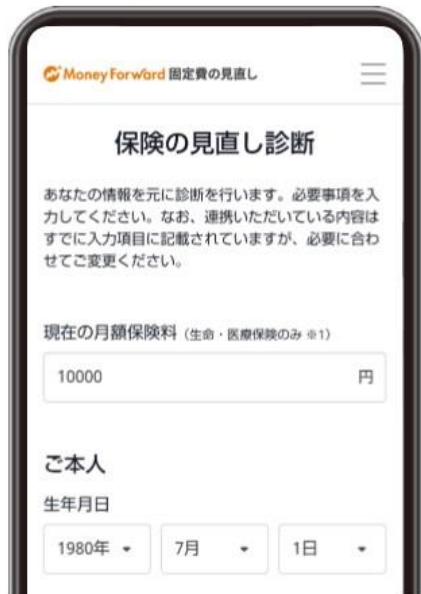 Money Forward 固定費の見直し
保険の見直し診断
あなたの情報を元に診断を行います。必要事項を入
力してください。なお、連携いただいている内容は
すでに入力項目に記載されていますが、必要に合わ
せてご変更ください。
現在の月額保険料（生命・医療保険のみ ※1）
10000 円
ご本人
生年月日
1980年 7月 1日